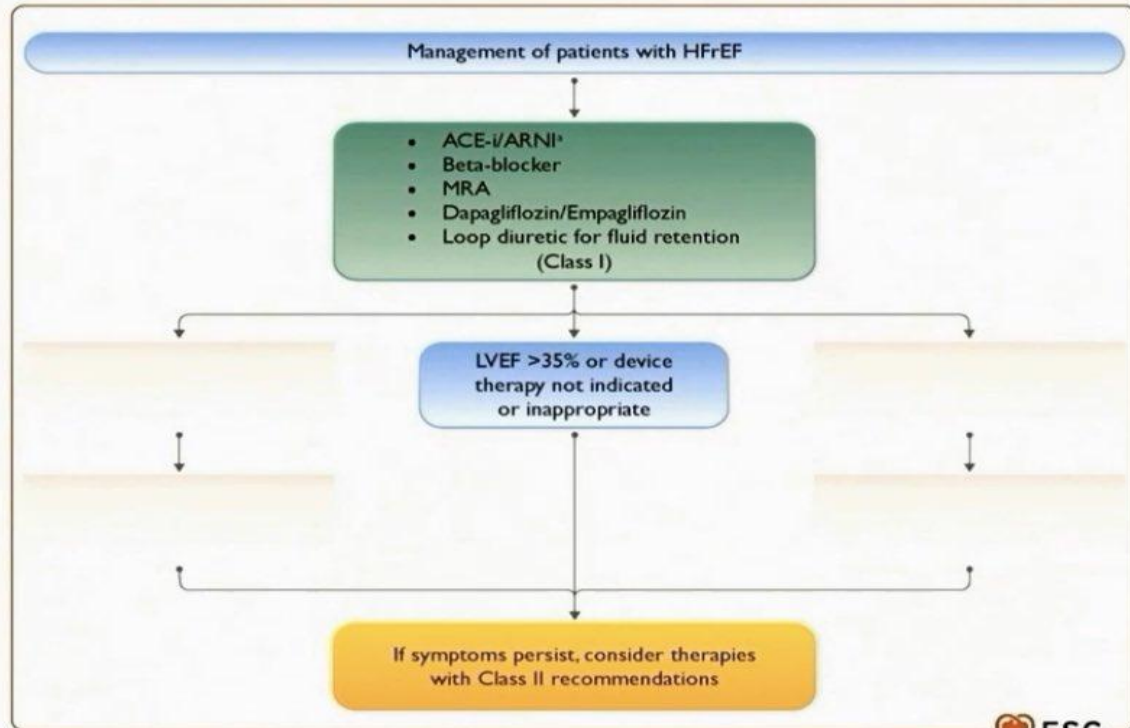 Management of patients with HFrEF
• ACE-i/ARNIᵃ
• Beta-blocker
• MRA
• Dapagliflozin/Empagliflozin
• Loop diuretic for fluid retention
(Class I)
LVEF >35% or device
therapy not indicated
or inappropriate
If symptoms persist, consider therapies
with Class II recommendations
ESC